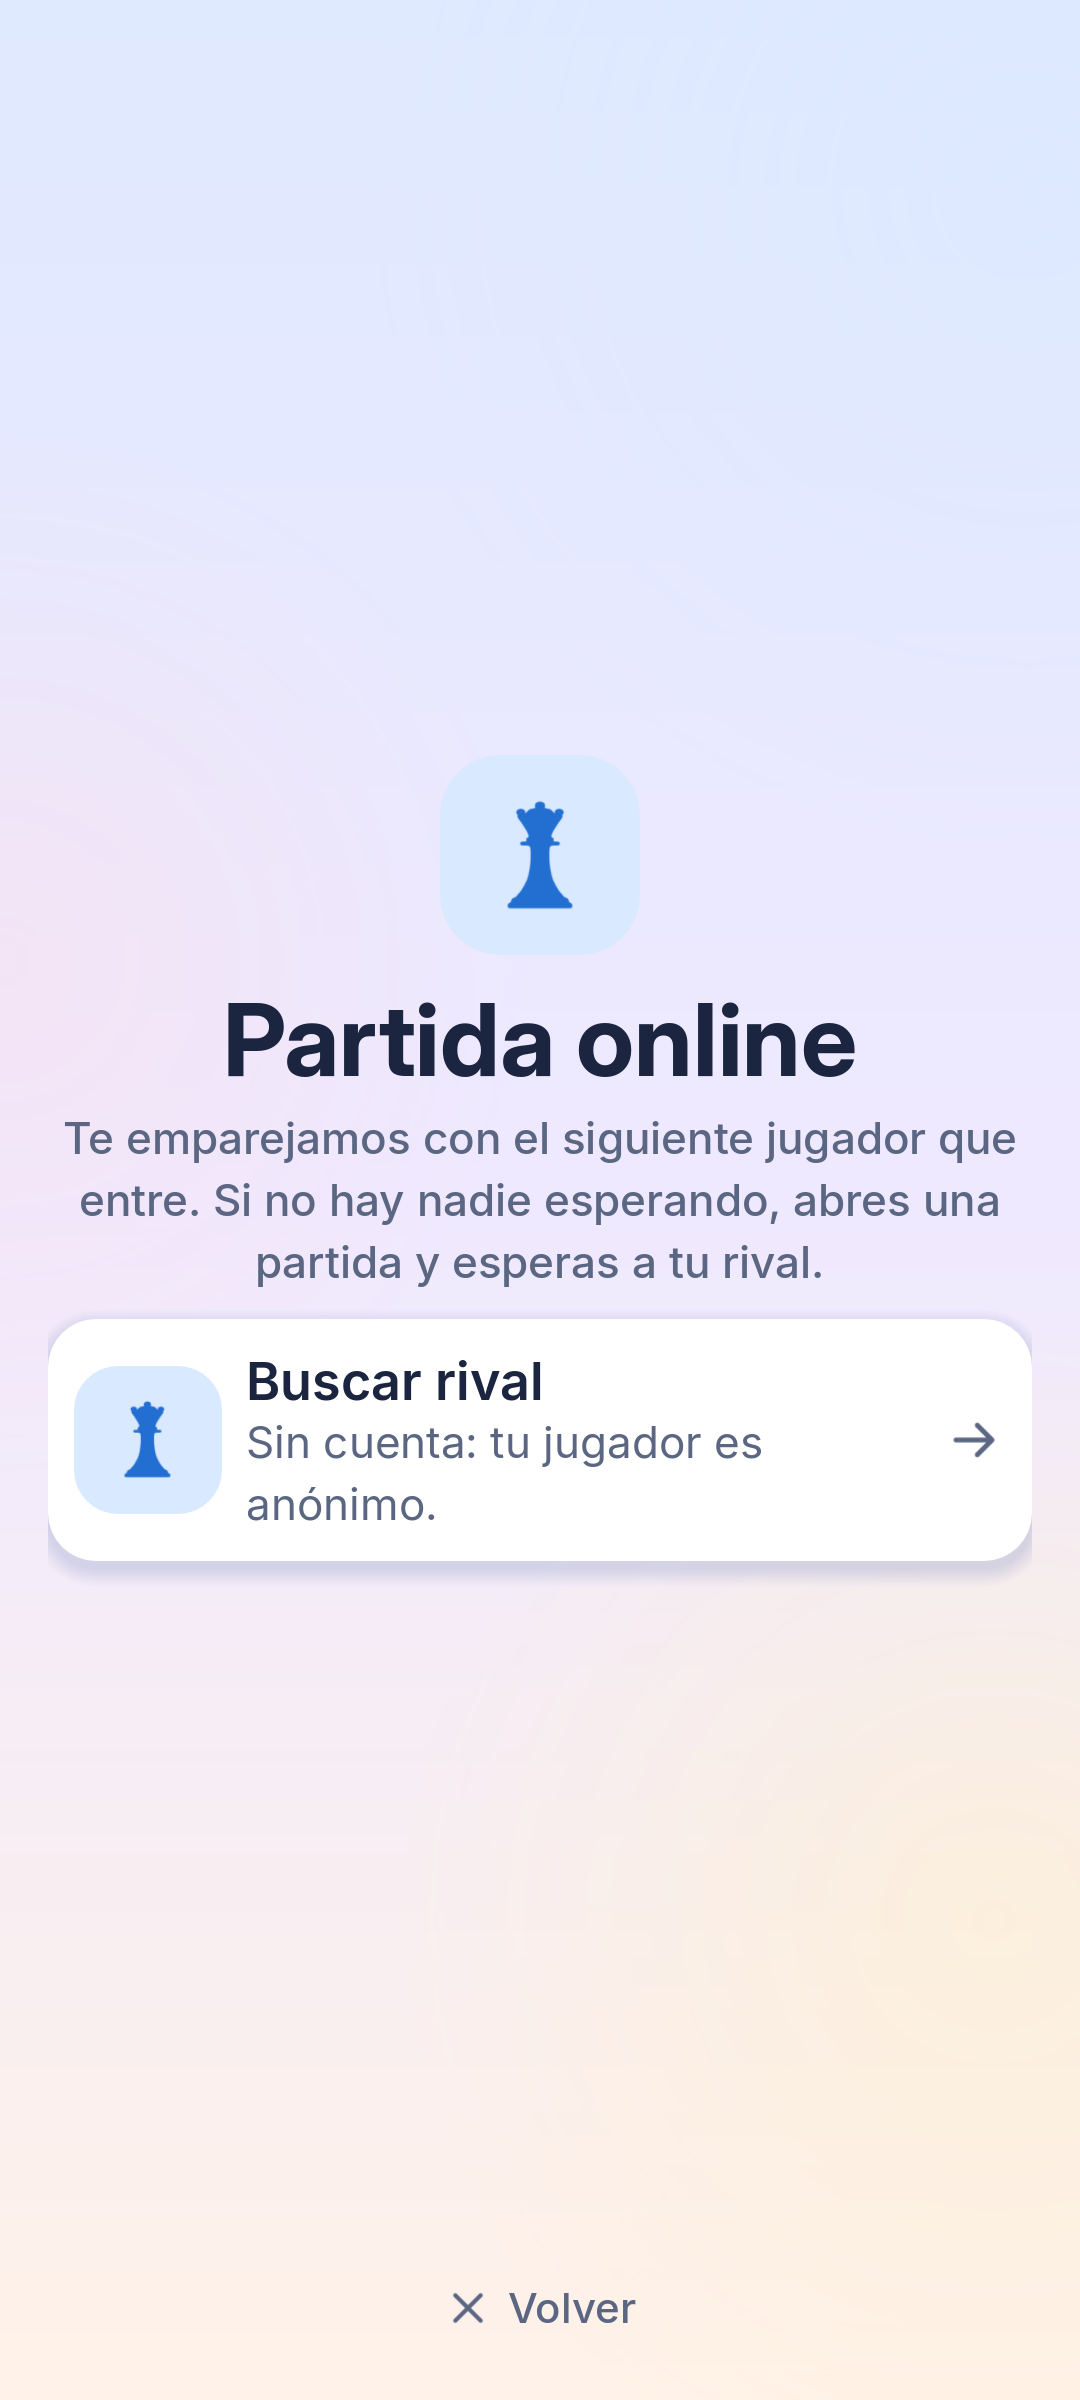 Partida online
Te emparejamos con el siguiente jugador que
entre. Si no hay nadie esperando, abres una
partida y esperas a tu rival.
Buscar rival
Sin cuenta: tu jugador es
anónimo.
Volver